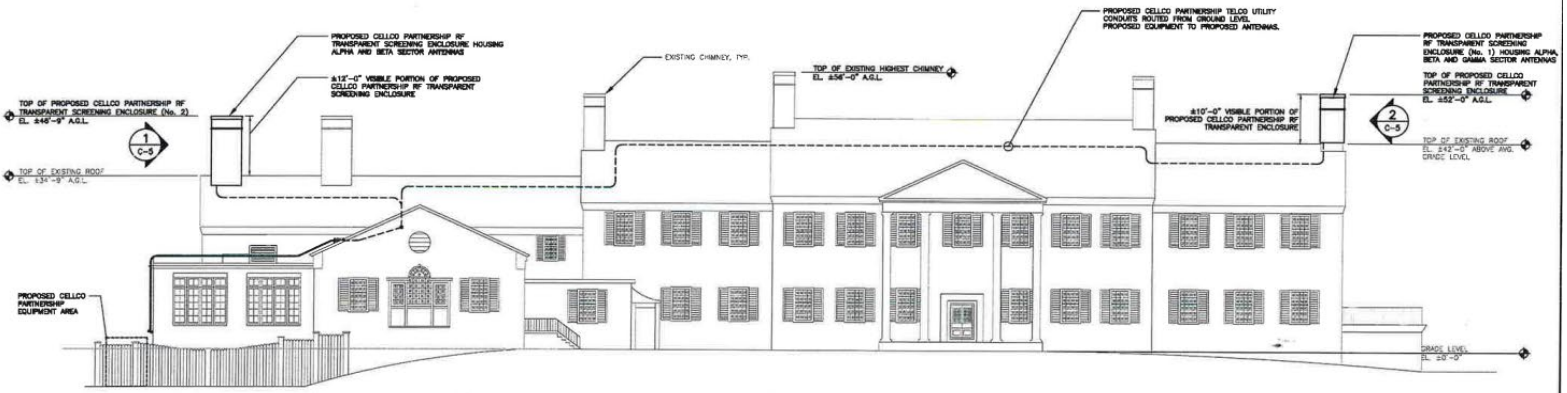 PROPOSED CELLCO PARTNERSHIP RF
TRANSPARENT SCREENING ENCLOSURE HOUSING
ALPHA AND BETA SECTOR ANTENNAS
±12'-0" VISIBLE PORTION OF PROPOSED
CELLCO PARTNERSHIP RF TRANSPARENT
SCREENING ENCLOSURE
TOP OF PROPOSED CELLCO PARTNERSHIP RF
TRANSPARENT SCREENING ENCLOSURE (No. 2)
EL. ±46'-9" A.G.L.
1
C-5
TOP OF EXISTING ROOF
EL. ±34'-9" A.G.L.
PROPOSED CELLCO
PARTNERSHIP
EQUIPMENT AREA
EXISTING CHIMNEY, TYP.
TOP OF EXISTING HIGHEST CHIMNEY
EL. ±56'-0" A.G.L.
PROPOSED CELLCO PARTNERSHIP TELCO UTILITY
CONDUITS ROUTED FROM GROUND LEVEL
PROPOSED EQUIPMENT TO PROPOSED ANTENNAS.
±10'-0" VISIBLE PORTION OF
PROPOSED CELLCO PARTNERSHIP RF
TRANSPARENT ENCLOSURE
PROPOSED CELLCO PARTNERSHIP
RF TRANSPARENT SCREENING
ENCLOSURE (No. 1) HOUSING ALPHA,
BETA AND GAMMA SECTOR ANTENNAS
TOP OF PROPOSED CELLCO
PARTNERSHIP RF TRANSPARENT
SCREENING ENCLOSURE
EL. ±52'-0" A.G.L.
2
C-5
TOP OF EXISTING ROOF
EL. ±42'-0" ABOVE AVG.
GRADE LEVEL
GRADE LEVEL
EL. ±0'-0"